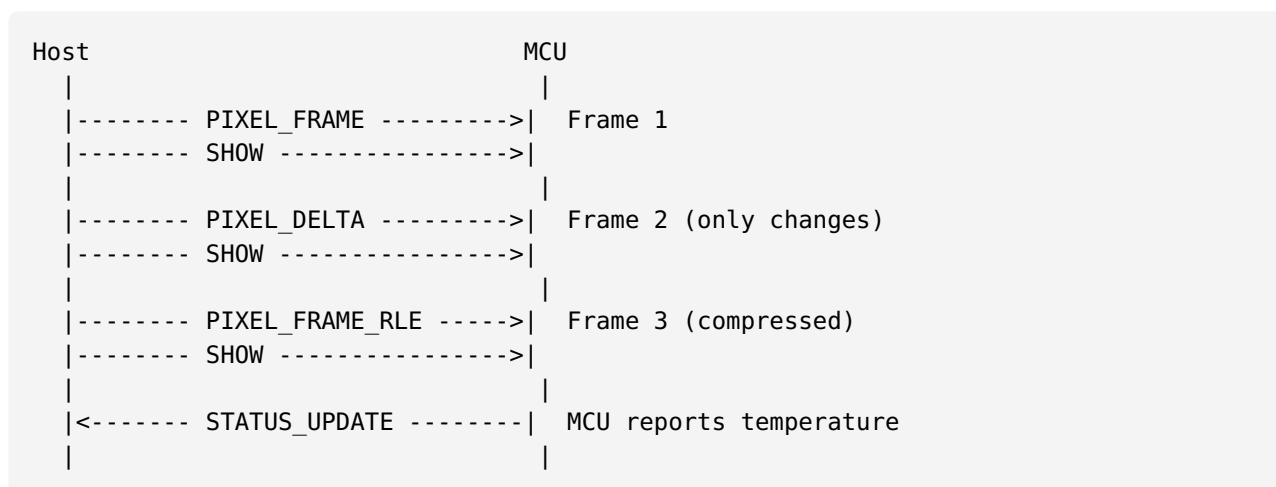 Host                             MCU
  |                               |
  |-------- PIXEL_FRAME --------->|  Frame 1
  |-------- SHOW ---------------->|
  |                               |
  |-------- PIXEL_DELTA --------->|  Frame 2 (only changes)
  |-------- SHOW ---------------->|
  |                               |
  |-------- PIXEL_FRAME_RLE ----->|  Frame 3 (compressed)
  |-------- SHOW ---------------->|
  |                               |
  |<------- STATUS_UPDATE --------|  MCU reports temperature
  |                               |